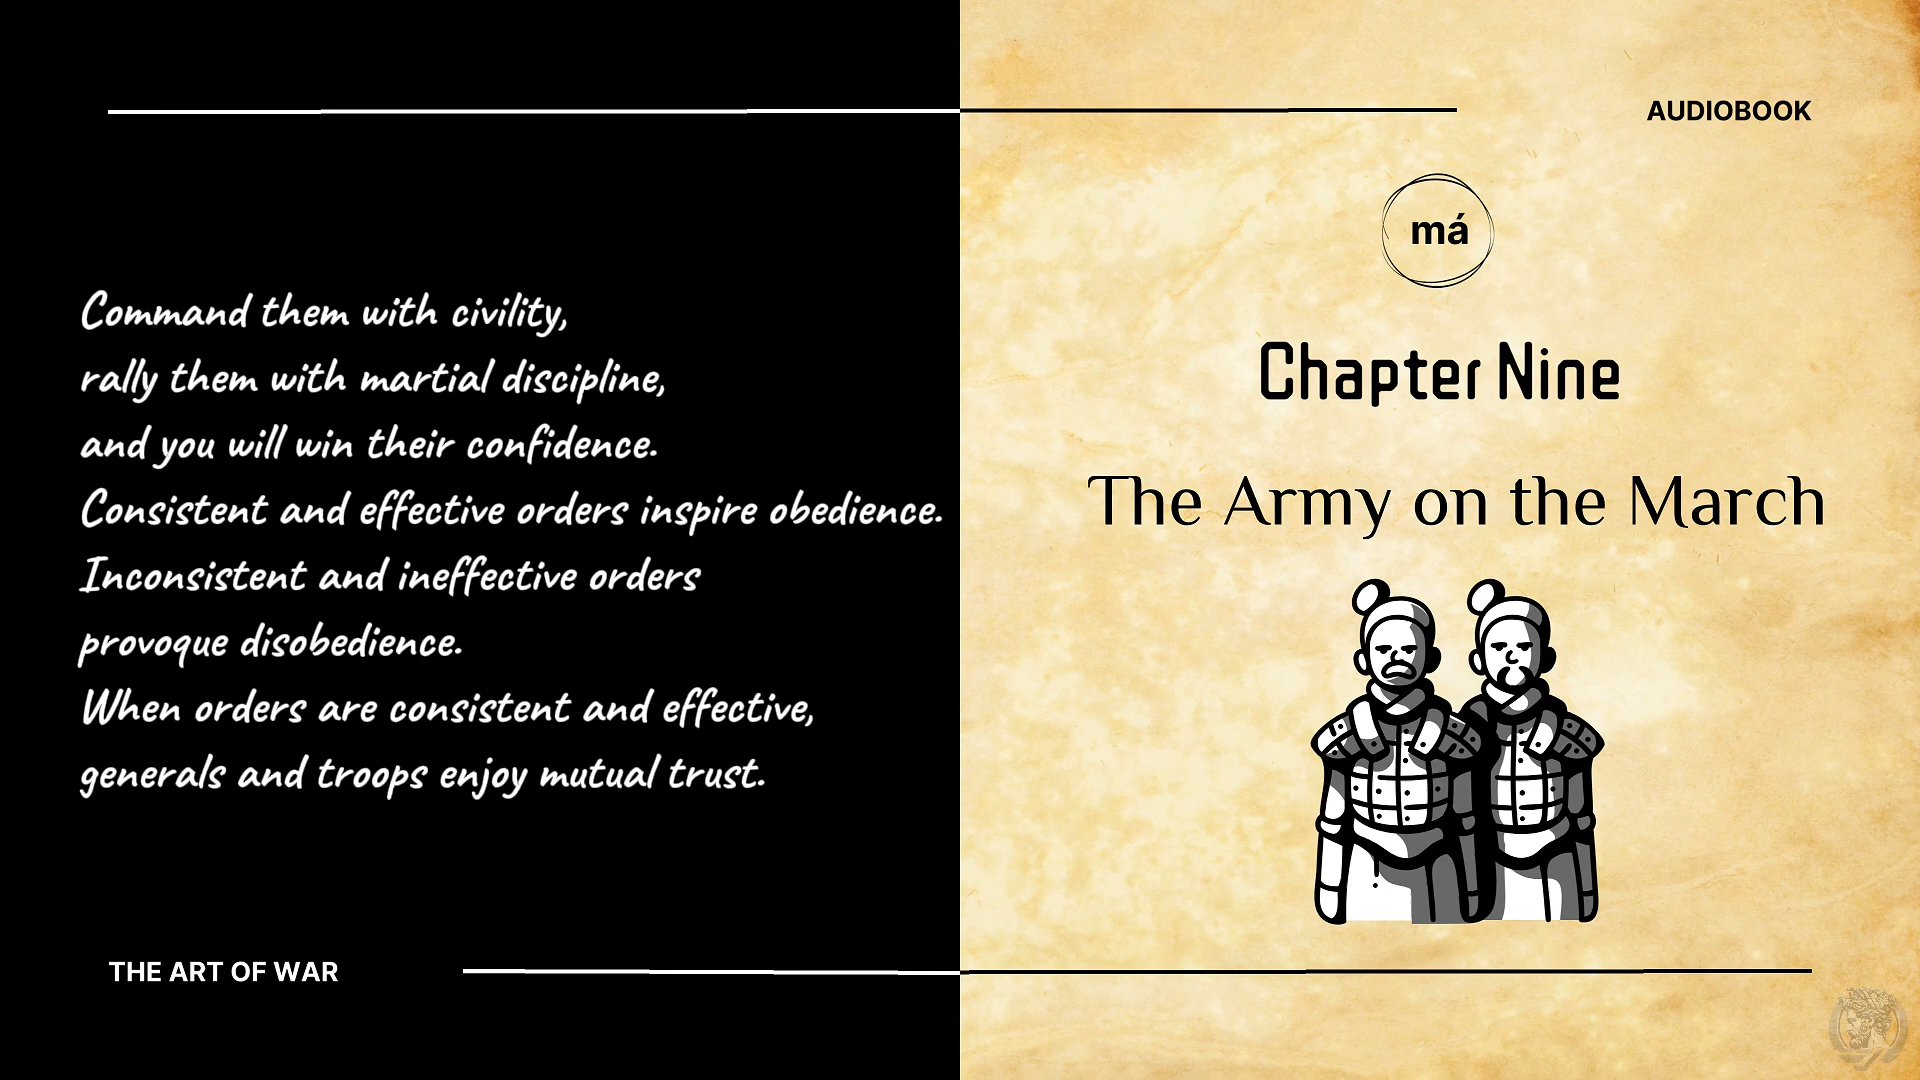 Command them with civility,
rally them with martial discipline,
and you will win their confidence.
Consistent and effective orders inspire obedience.
Inconsistent and ineffective orders
provoque disobedience.
When orders are consistent and effective,
generals and troops enjoy mutual trust.
THE ART OF WAR
AUDIOBOOK
má
Chapter Nine
The Army on the March